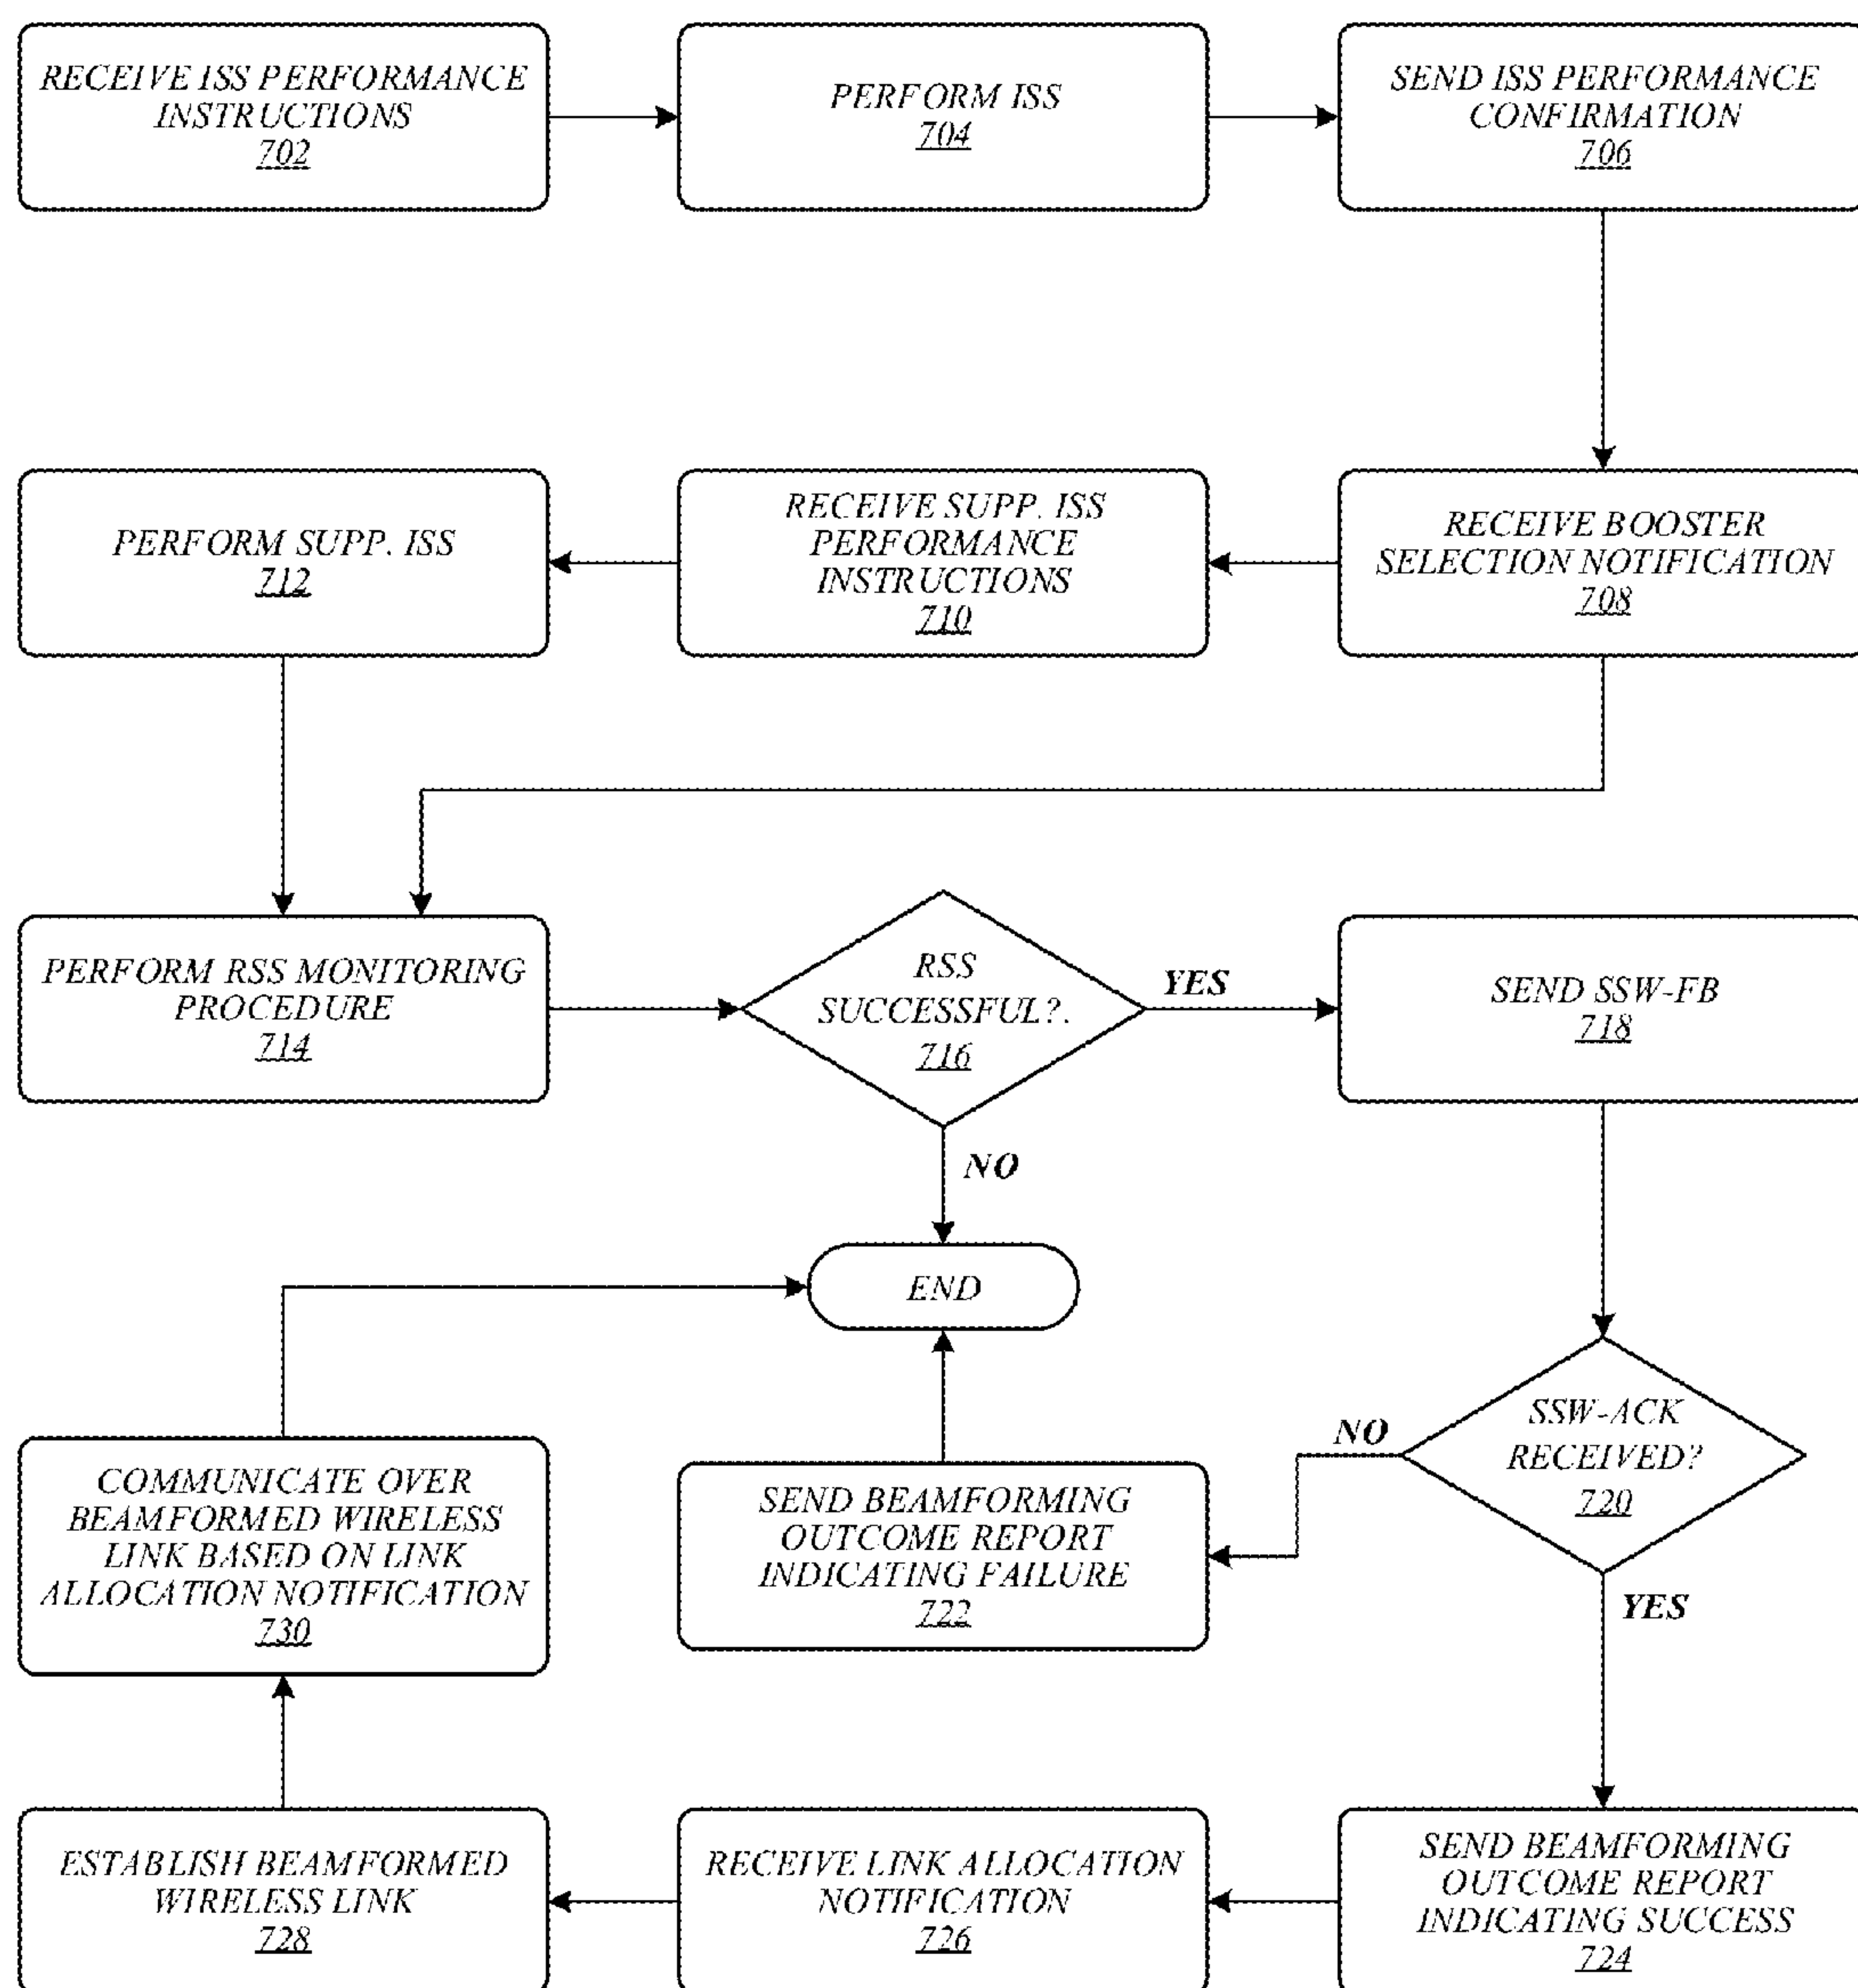 RECEIVE ISS PERFORMANCE
INSTRUCTIONS
702
PERFORM ISS
704
SEND ISS PERFORMANCE
CONFIRMATION
706
PERFORM SUPP. ISS
712
RECEIVE SUPP. ISS
PERFORMANCE
INSTRUCTIONS
710
RECEIVE BOOSTER
SELECTION NOTIFICATION
708
PERFORM RSS MONITORING
PROCEDURE
714
RSS
SUCCESSFUL?.
716
YES
SEND SSW-FB
718
NO
END
SSW-ACK
RECEIVED?
720
NO
YES
COMMUNICATE OVER
BEAMFORMED WIRELESS
LINK BASED ON LINK
ALLOCATION NOTIFICATION
730
SEND BEAMFORMING
OUTCOME REPORT
INDICATING FAILURE
722
ESTABLISH BEAMFORMED
WIRELESS LINK
728
RECEIVE LINK ALLOCATION
NOTIFICATION
726
SEND BEAMFORMING
OUTCOME REPORT
INDICATING SUCCESS
724